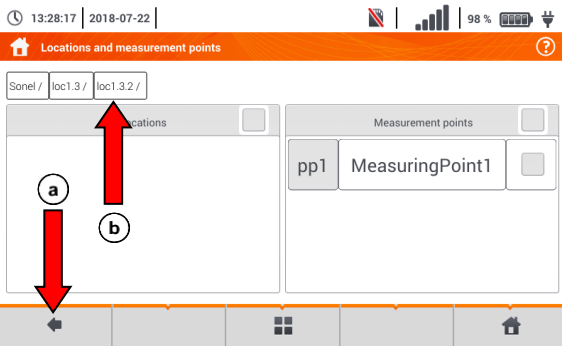 13:28:17 2018-07-22 98 %
Locations and measurement points ?
Sonel / loc1.3 / loc1.3.2 /
cations Measurement points
pp1 MeasuringPoint1
a
b